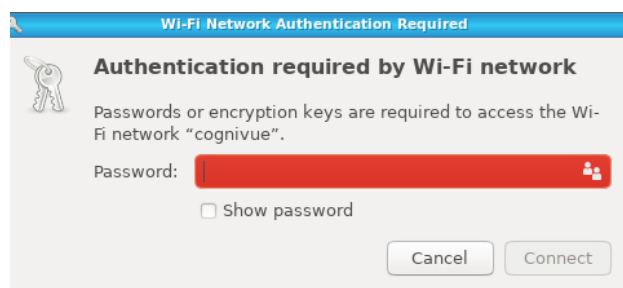 Wi-Fi Network Authentication Required
Authentication required by Wi-Fi network
Passwords or encryption keys are required to access the Wi-
Fi network “cognivue”.
Password:
Show password
Cancel
Connect